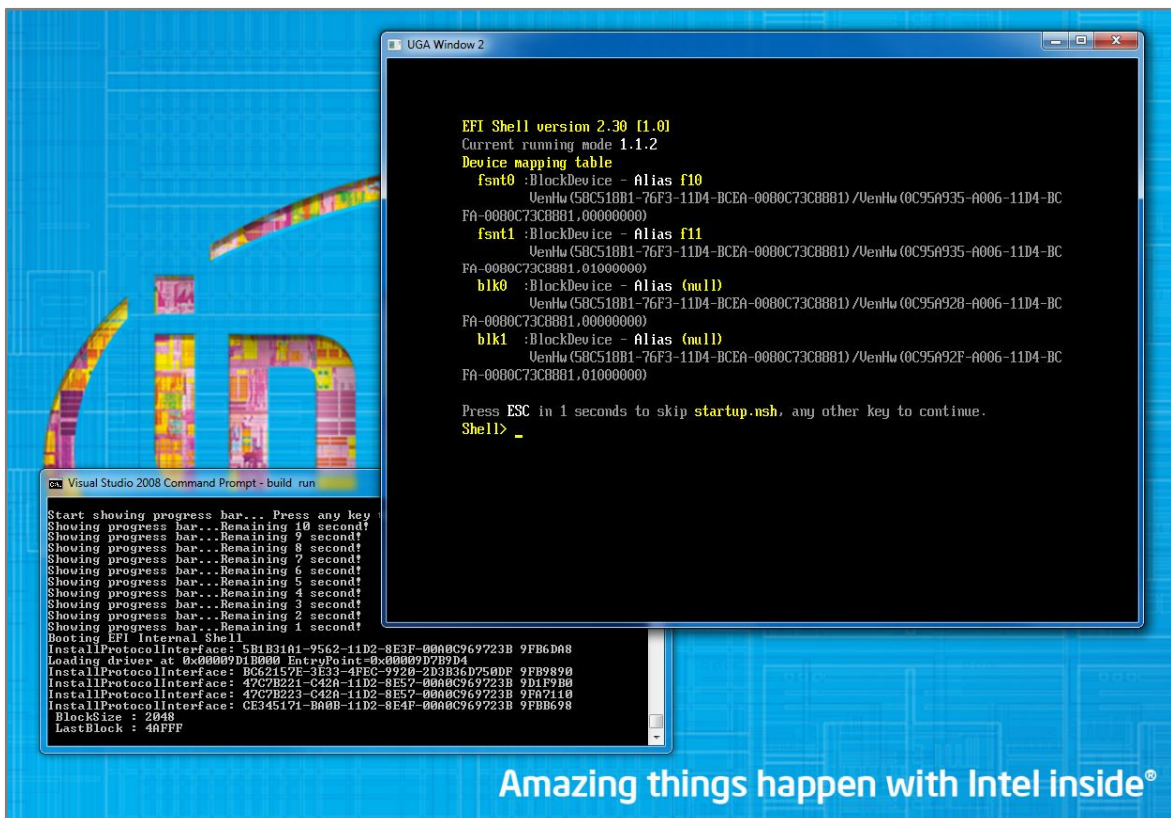 UGA Window 2
EFI Shell version 2.30 [1.0]
Current running mode 1.1.2
Device mapping table
fsnt0 :BlockDevice - Alias f10
VenHw(58C518B1-76F3-11D4-BCEA-0080C73C8881)/VenHw(0C95A935-A006-11D4-BC
FA-0080C73C8881,00000000)
fsnt1 :BlockDevice - Alias f11
VenHw(58C518B1-76F3-11D4-BCEA-0080C73C8881)/VenHw(0C95A935-A006-11D4-BC
FA-0080C73C8881,01000000)
blk0 :BlockDevice - Alias (null)
VenHw(58C518B1-76F3-11D4-BCEA-0080C73C8881)/VenHw(0C95A928-A006-11D4-BC
FA-0080C73C8881,00000000)
blk1 :BlockDevice - Alias (null)
VenHw(58C518B1-76F3-11D4-BCEA-0080C73C8881)/VenHw(0C95A92F-A006-11D4-BC
FA-0080C73C8881,01000000)
Press ESC in 1 seconds to skip startup.nsh, any other key to continue.
Shell> _
Visual Studio 2008 Command Prompt - build run
Start showing progress bar... Press any key
Showing progress bar...Remaining 10 second!
Showing progress bar...Remaining 9 second!
Showing progress bar...Remaining 8 second!
Showing progress bar...Remaining 7 second!
Showing progress bar...Remaining 6 second!
Showing progress bar...Remaining 5 second!
Showing progress bar...Remaining 4 second!
Showing progress bar...Remaining 3 second!
Showing progress bar...Remaining 2 second!
Showing progress bar...Remaining 1 second!
Booting EFI Internal Shell
InstallProtocolInterface: 5B1B31A1-9562-11D2-8E3F-00A0C969723B 9FB6DA8
Loading driver at 0x00009D1B000 EntryPoint=0x00009D7B9D4
InstallProtocolInterface: BC62157E-3E33-4FEC-9920-2D3B36D750DF 9FB9890
InstallProtocolInterface: 47C7B221-C42A-11D2-8E57-00A0C969723B 9D1F9B0
InstallProtocolInterface: 47C7B223-C42A-11D2-8E57-00A0C969723B 9FA7110
InstallProtocolInterface: CE345171-BA0B-11D2-8E4F-00A0C969723B 9FBB698
BlockSize : 2048
LastBlock : 4AFFF
Amazing things happen with Intel inside®